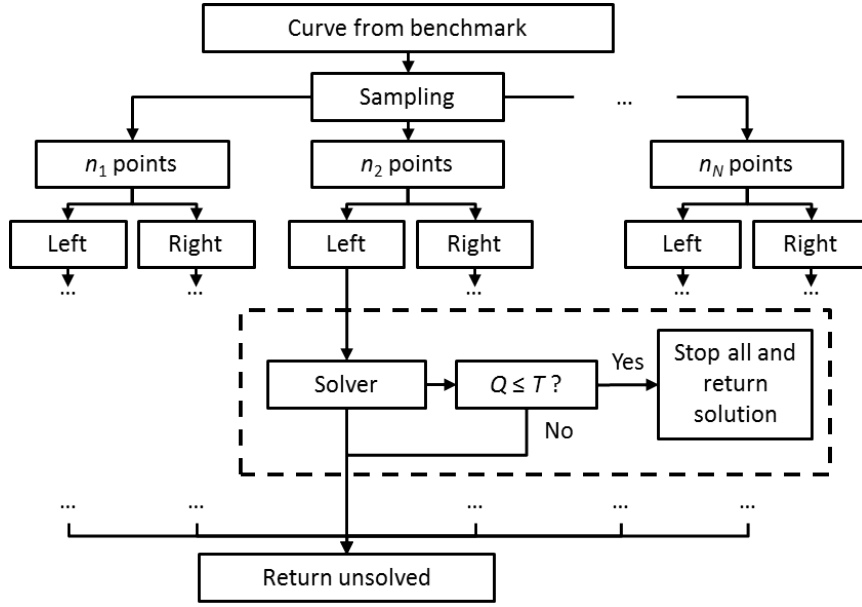 Curve from benchmark
Sampling
...
n1 points
n2 points
nN points
Left
Right
Left
Right
Left
Right
...
...
...
...
...
Solver
Q ≤ T ?
Yes
Stop all and
return
solution
No
...
...
...
...
...
Return unsolved